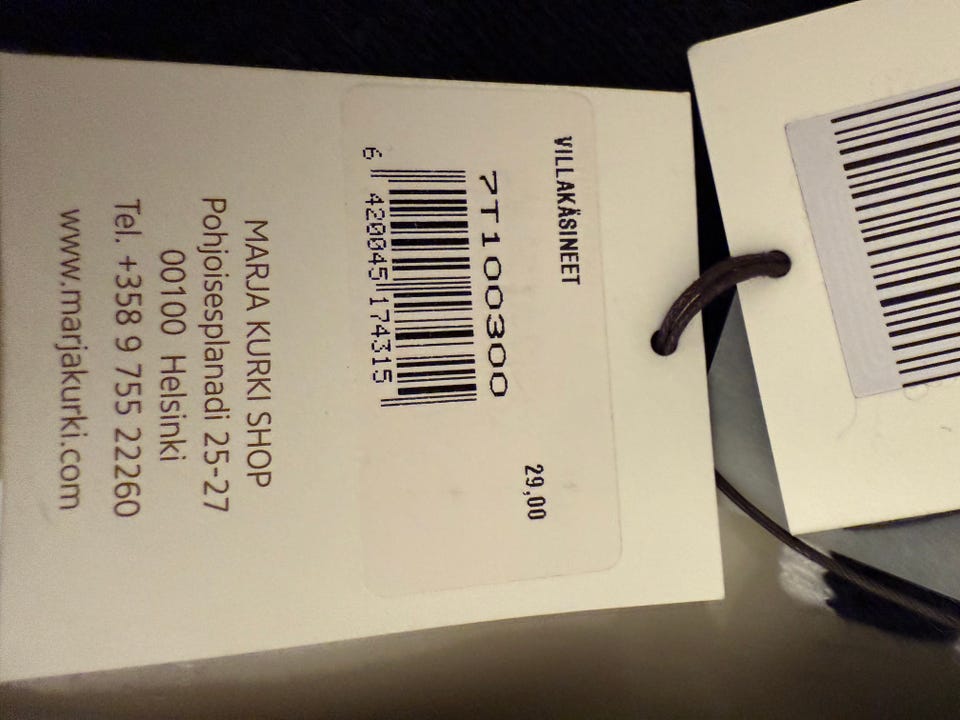 VILLAKÄSINEET
29,00
7T100300
6 420045 174315
MARJA KURKI SHOP
Pohjoisesplanadi 25-27
00100 Helsinki
Tel. +358 9 755 22260
www.marjakurki.com